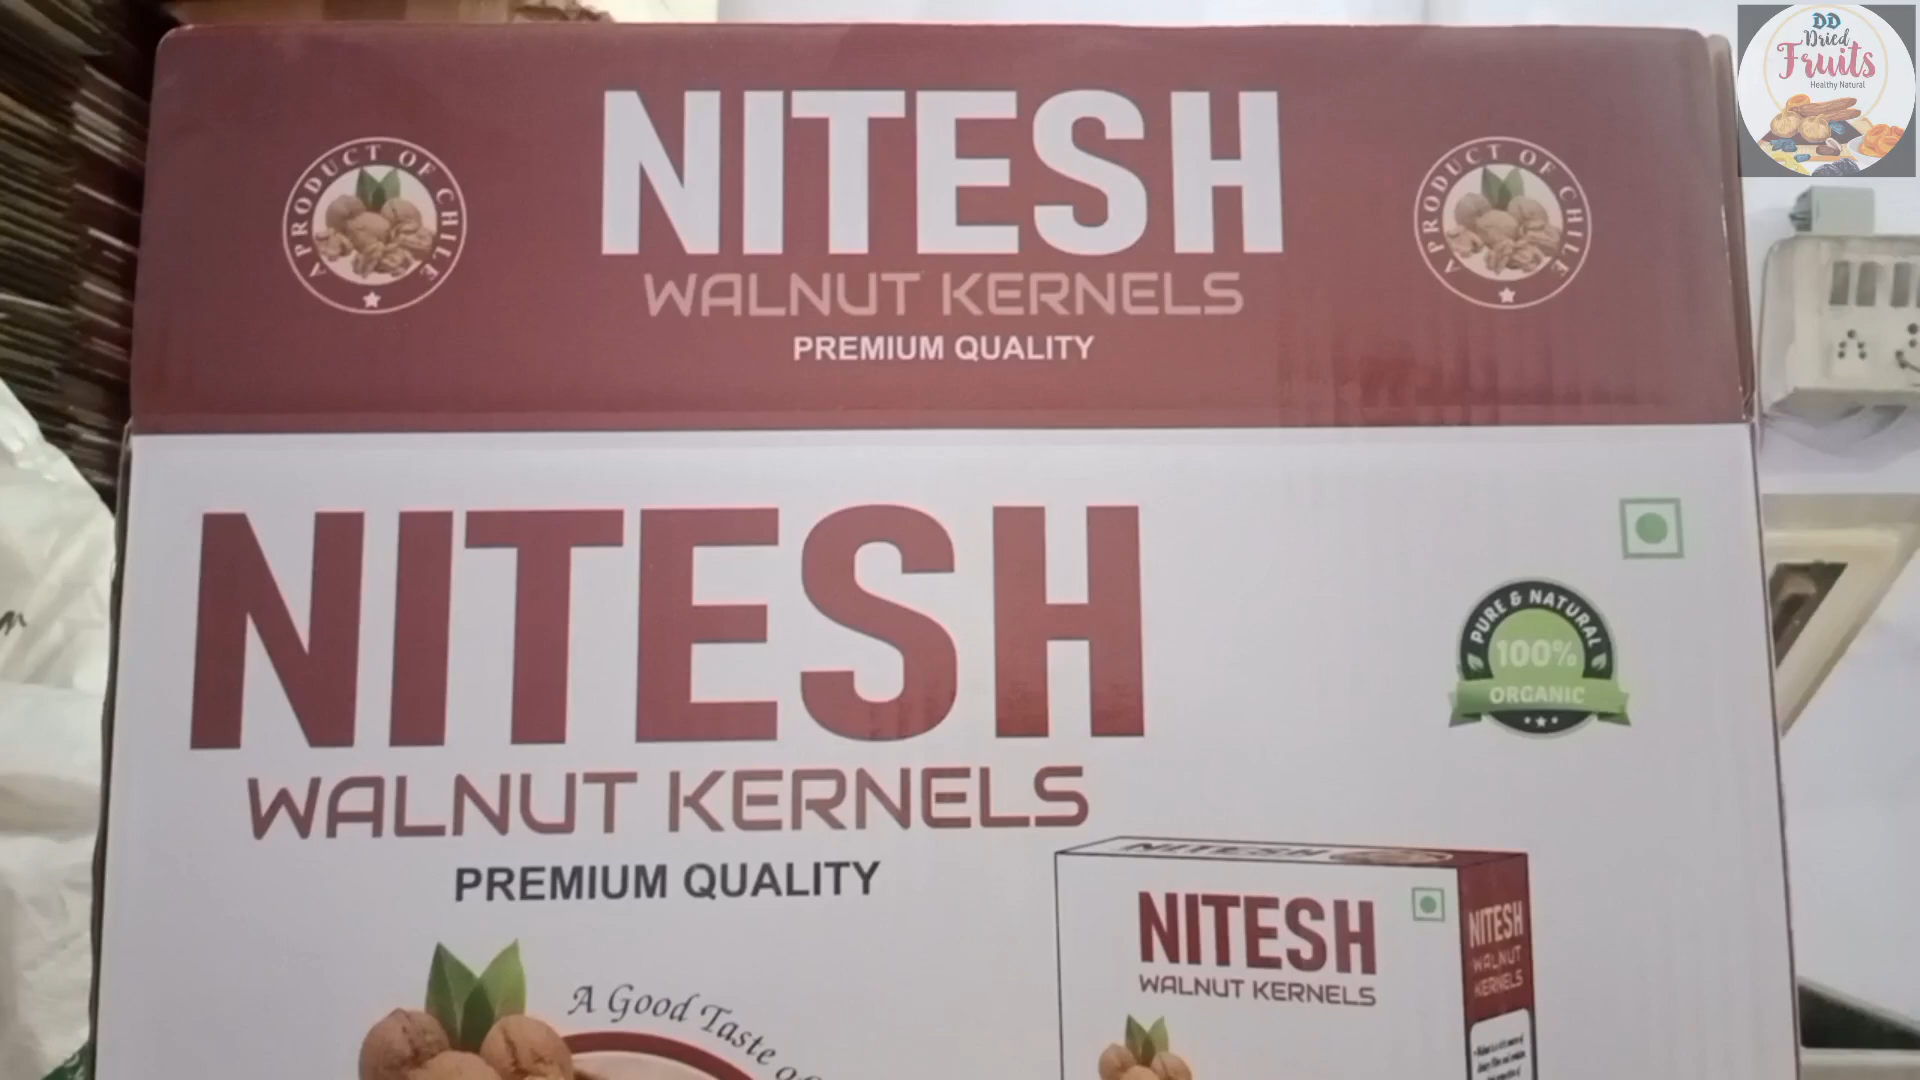 DD
Dried
Fruits
Healthy Natural
NITESH
WALNUT KERNELS
PREMIUM QUALITY
A PRODUCT OF CHILE
A PRODUCT OF CHILE
NITESH
WALNUT KERNELS
PREMIUM QUALITY
PURE & NATURAL
100%
ORGANIC
A Good Taste of
NITESH
NITESH
WALNUT KERNELS
NITESH
WALNUT
KERNELS